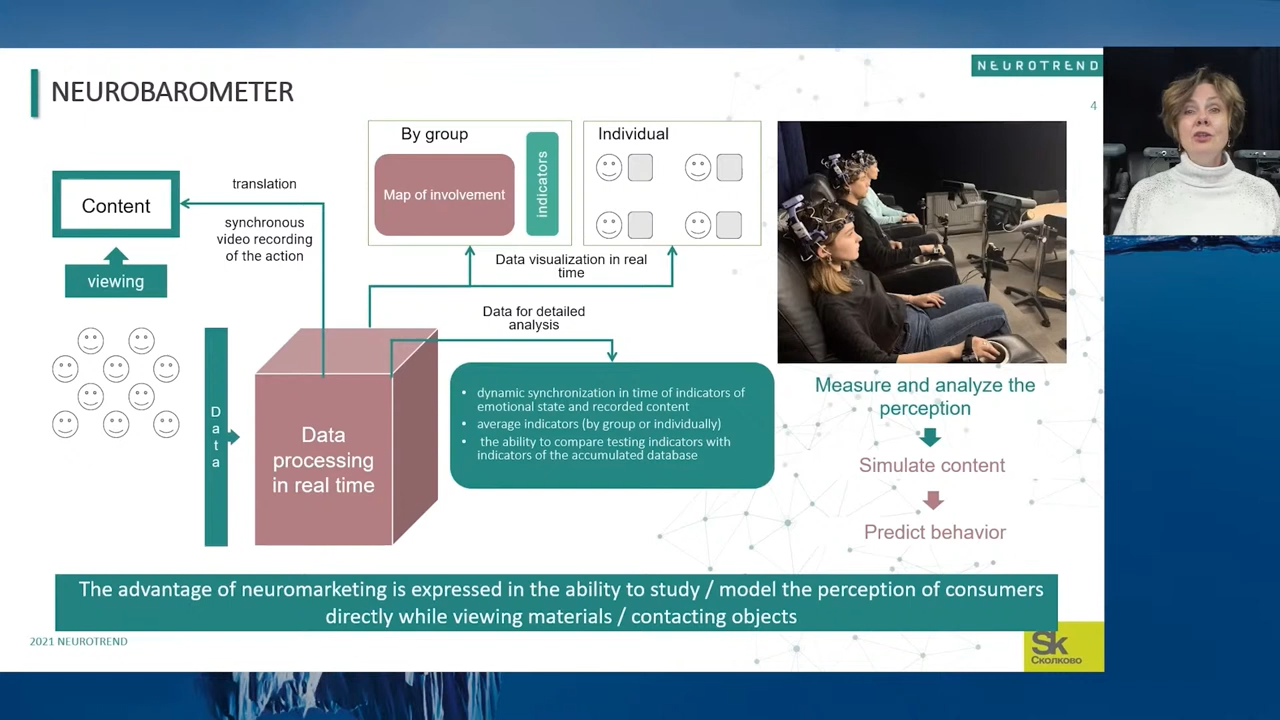 NEUROTREND
NEUROBAROMETER
4
By group
Individual
Map of involvement
indicators
Content
translation
synchronous
video recording
of the action
viewing
Data visualization in real
time
Data for detailed
analysis
Data
Data
processing
in real time
• dynamic synchronization in time of indicators of
emotional state and recorded content
• average indicators (by group or individually)
• the ability to compare testing indicators with
indicators of the accumulated database
Measure and analyze the
perception
Simulate content
Predict behavior
The advantage of neuromarketing is expressed in the ability to study / model the perception of consumers
directly while viewing materials / contacting objects
2021 NEUROTREND
Sk
Сколково